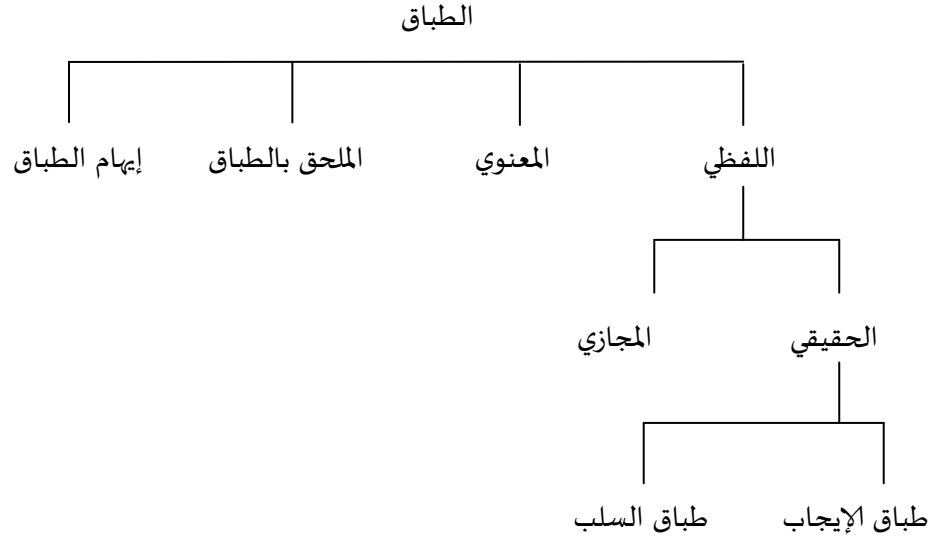 الطباق
اللفظي المعنوي الملحق بالطباق إيهام الطباق
الحقيقي المجازي
طباق الإيجاب طباق السلب